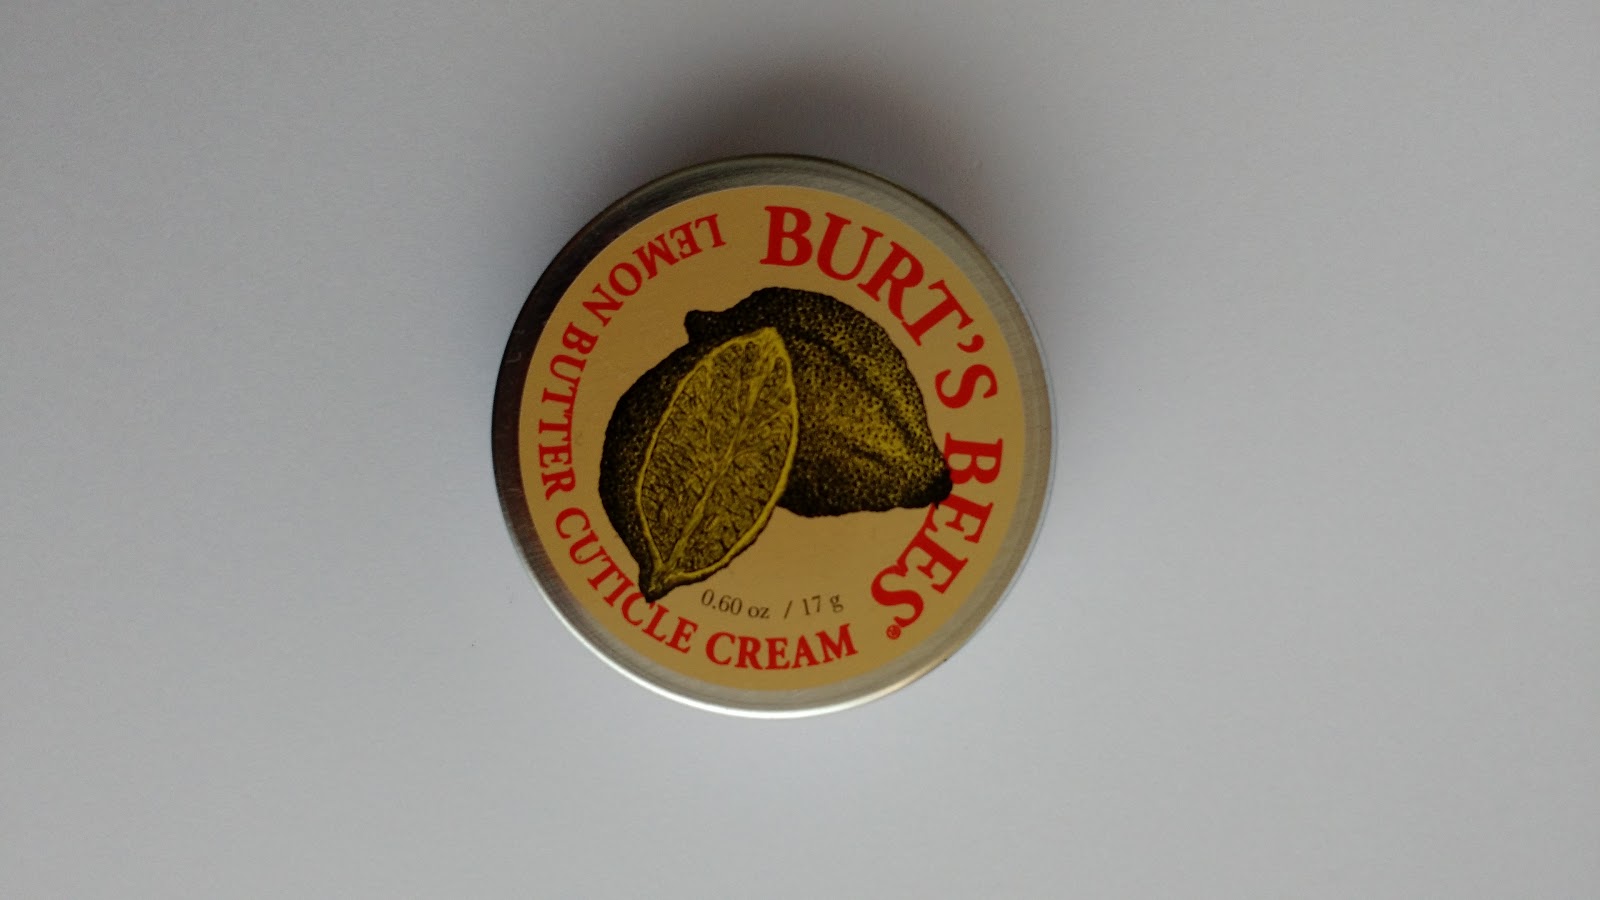 BURT'S BEES®
LEMON BUTTER CUTICLE CREAM
0.60 oz / 17 g